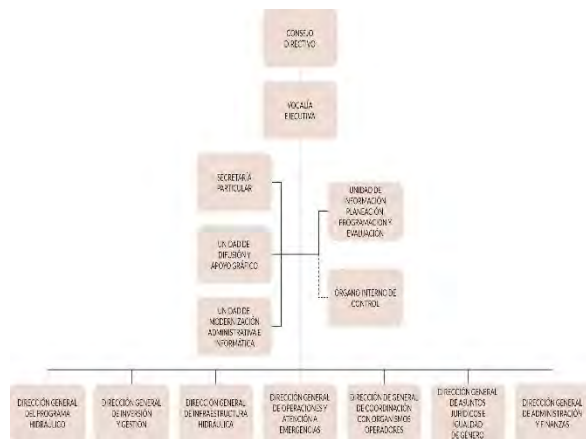 CONSEJO
DIRECTIVO
VOCALÍA
EJECUTIVA
SECRETARÍA
PARTICULAR
UNIDAD DE
INFORMACIÓN
PLANEACIÓN,
PROGRAMACIÓN Y
EVALUACIÓN
UNIDAD DE
DIFUSIÓN Y
APOYO GRÁFICO
ÓRGANO INTERNO DE
CONTROL
UNIDAD DE
MODERNIZACIÓN
ADMINISTRATIVA E
INFORMÁTICA
DIRECCIÓN GENERAL
DEL PROGRAMA
HIDRÁULICO
DIRECCIÓN GENERAL
DE INVERSIÓN
Y GESTIÓN
DIRECCIÓN GENERAL
DE INFRAESTRUCTURA
HIDRÁULICA
DIRECCIÓN GENERAL
DE OPERACIONES Y
ATENCIÓN A
EMERGENCIAS
DIRECCIÓN DE GENERAL
DE COORDINACIÓN
CON ORGANISMOS
OPERADORES
DIRECCIÓN GENERAL
DE ASUNTOS
JURÍDICOS E
IGUALDAD
DE GÉNERO
DIRECCIÓN GENERAL
DE ADMINISTRACIÓN
Y FINANZAS